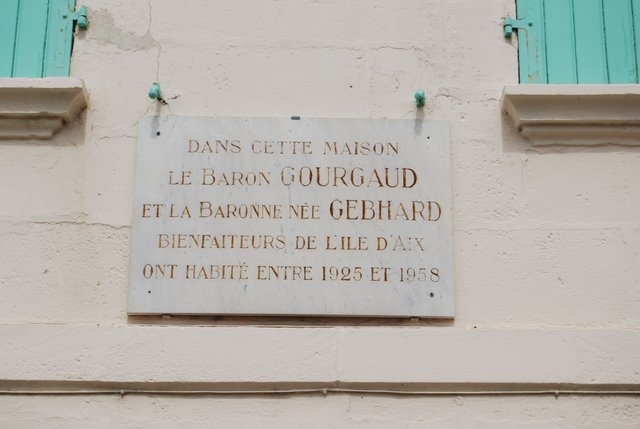 DANS CETTE MAISON
LE BARON GOURGAUD
ET LA BARONNE NÉE GEBHARD
BIENFAITEURS DE L'ILE D'AIX
ONT HABITÉ ENTRE 1925 ET 1958